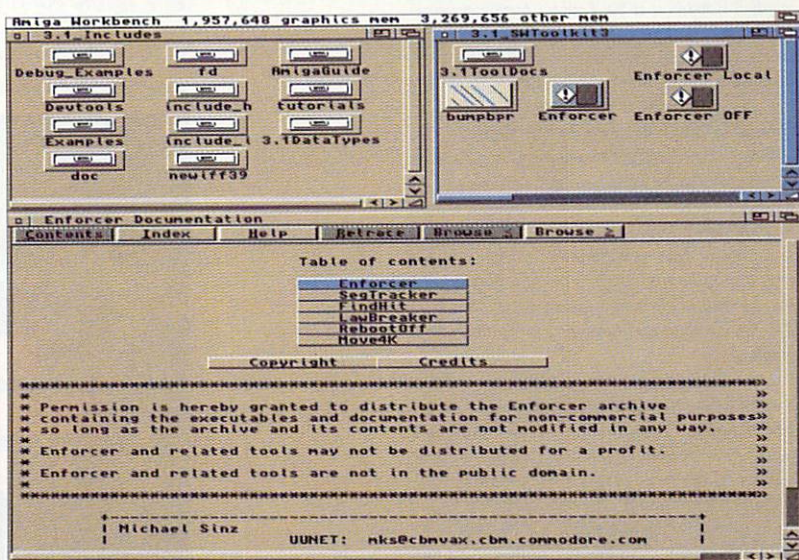 Amiga Workbench 1,957,648 graphics mem 3,269,656 other mem
3.1_Includes
Debug_Examples fd AmigaGuide
Devtools include_h tutorials
Examples include_i 3.1DataTypes
doc newiff39
3.1_SWToolkit3
3.1ToolDocs Enforcer Local
bumpbpr Enforcer Enforcer OFF
Enforcer Documentation
Contents Index Help Retrace Browse < Browse >
Table of contents:
Enforcer
SegTracker
FindHit
LawBreaker
RebootOff
Move4K
Copyright Credits
* Permission is hereby granted to distribute the Enforcer archive
* containing the executables and documentation for non-commercial purposes»
* so long as the archive and its contents are not modified in any way.
* Enforcer and related tools may not be distributed for a profit.
* Enforcer and related tools are not in the public domain.
Michael Sinz
UUNET: mks@cbmvax.cbm.commodore.com